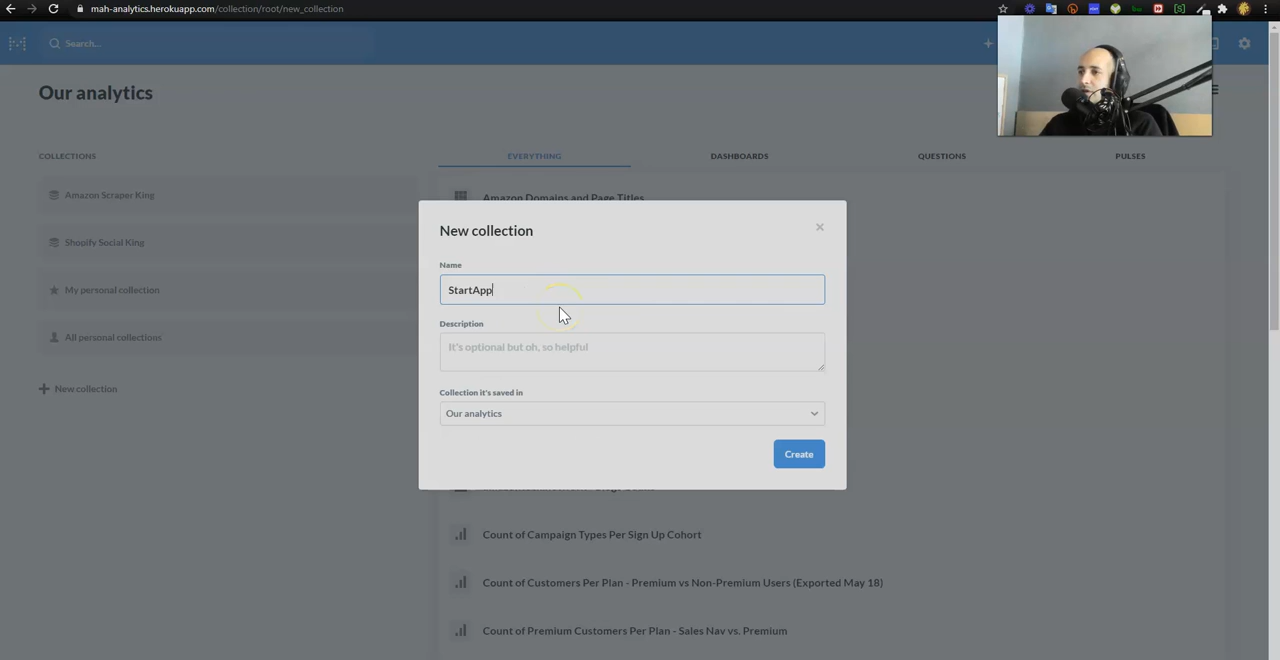 mah-analytics.herokuapp.com/collection/root/new_collection
Search...
Our analytics
COLLECTIONS
EVERYTHING
DASHBOARDS
QUESTIONS
PULSES
Amazon Scraper King
Shopify Social King
My personal collection
All personal collections
New collection
Amazon Domains and Page Titles
New collection
Name
StartApp
Description
It's optional but oh, so helpful
Collection it's saved in
Our analytics
Create
Count of Campaign Types Per Sign Up Cohort
Count of Customers Per Plan - Premium vs Non-Premium Users (Exported May 18)
Count of Premium Customers Per Plan - Sales Nav vs. Premium